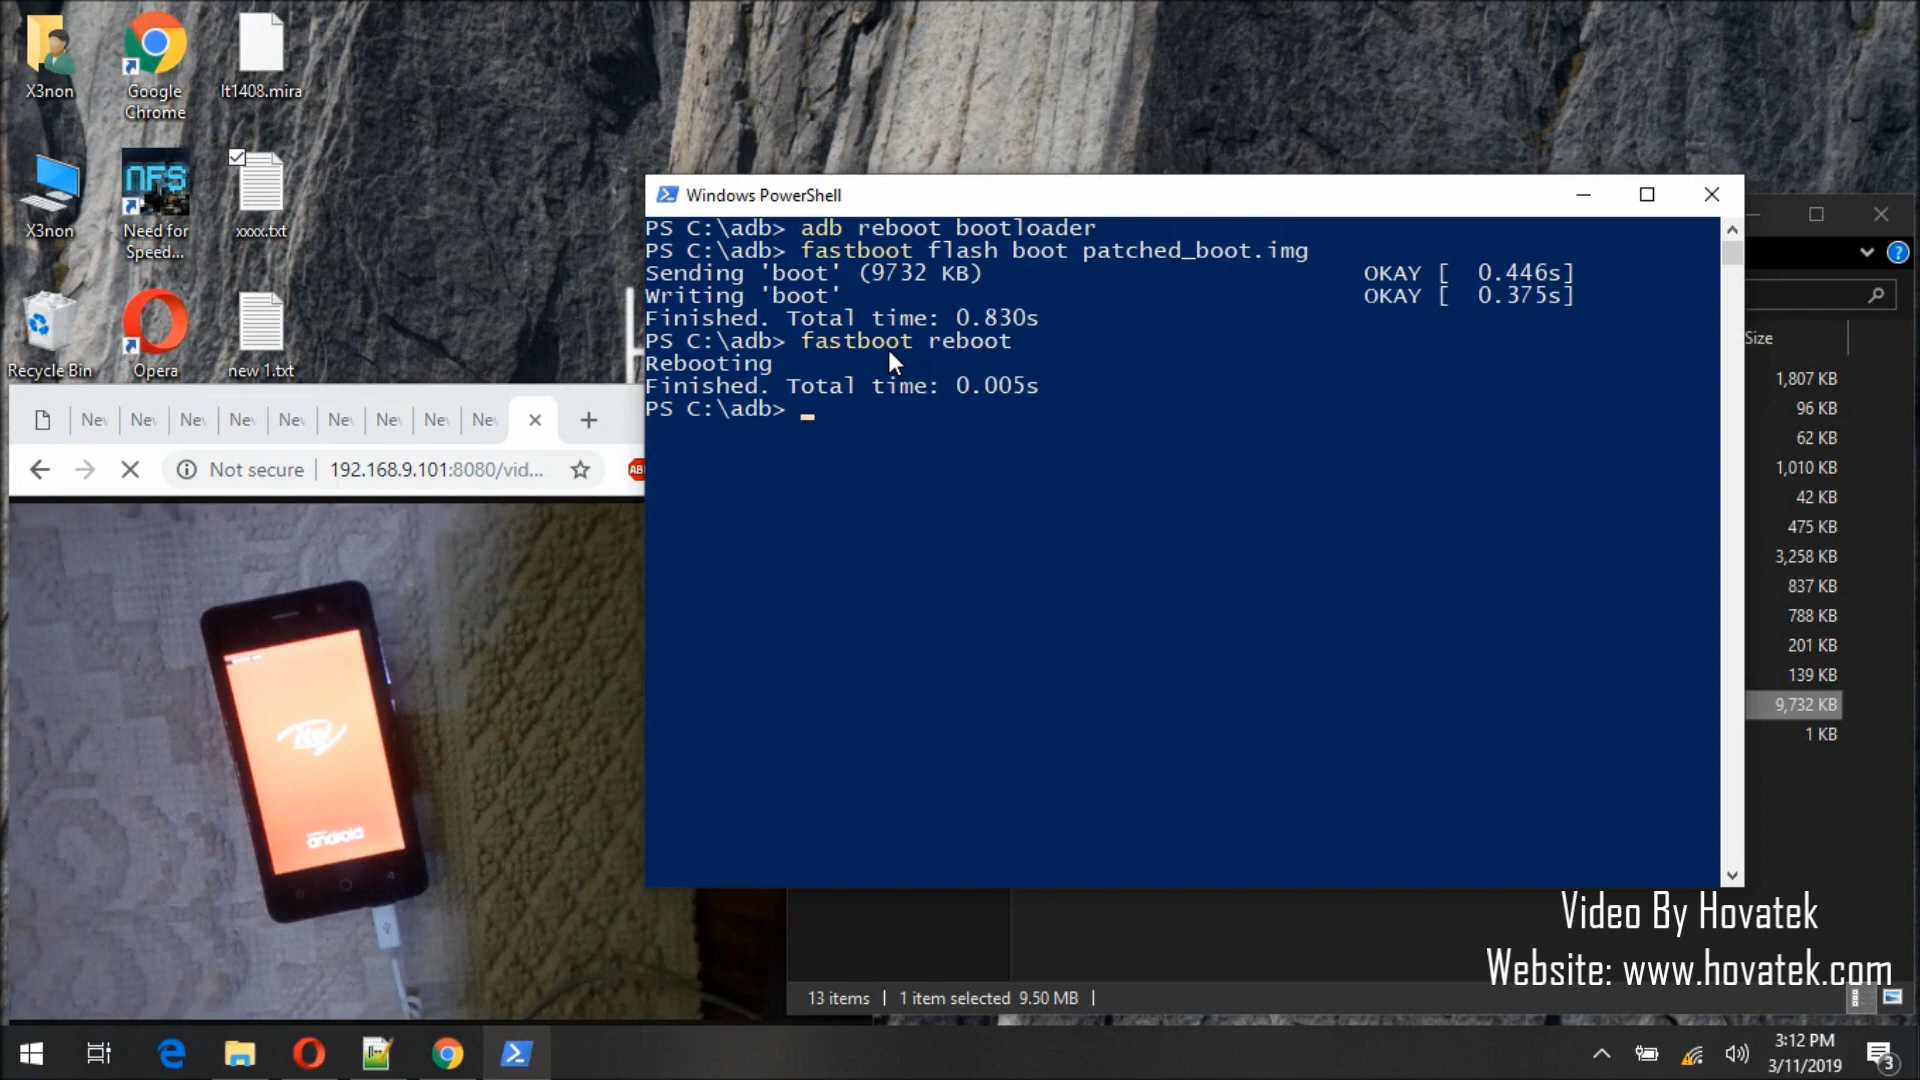 X3non
Google
Chrome
lt1408.mira
X3non
Need for
Speed...
xxxx.txt
Recycle Bin
Opera
new 1.txt
NFS
Windows PowerShell
PS C:\adb> adb reboot bootloader
PS C:\adb> fastboot flash boot patched_boot.img
Sending 'boot' (9732 KB) OKAY [ 0.446s]
Writing 'boot' OKAY [ 0.375s]
Finished. Total time: 0.830s
PS C:\adb> fastboot reboot
Rebooting
Finished. Total time: 0.005s
PS C:\adb>
Not secure 192.168.9.101:8080/vid...
itel
android
Size
1,807 KB
96 KB
62 KB
1,010 KB
42 KB
475 KB
3,258 KB
837 KB
788 KB
201 KB
139 KB
9,732 KB
1 KB
Video By Hovatek
Website: www.hovatek.com
13 items 1 item selected 9.50 MB
3:12 PM
3/11/2019
3